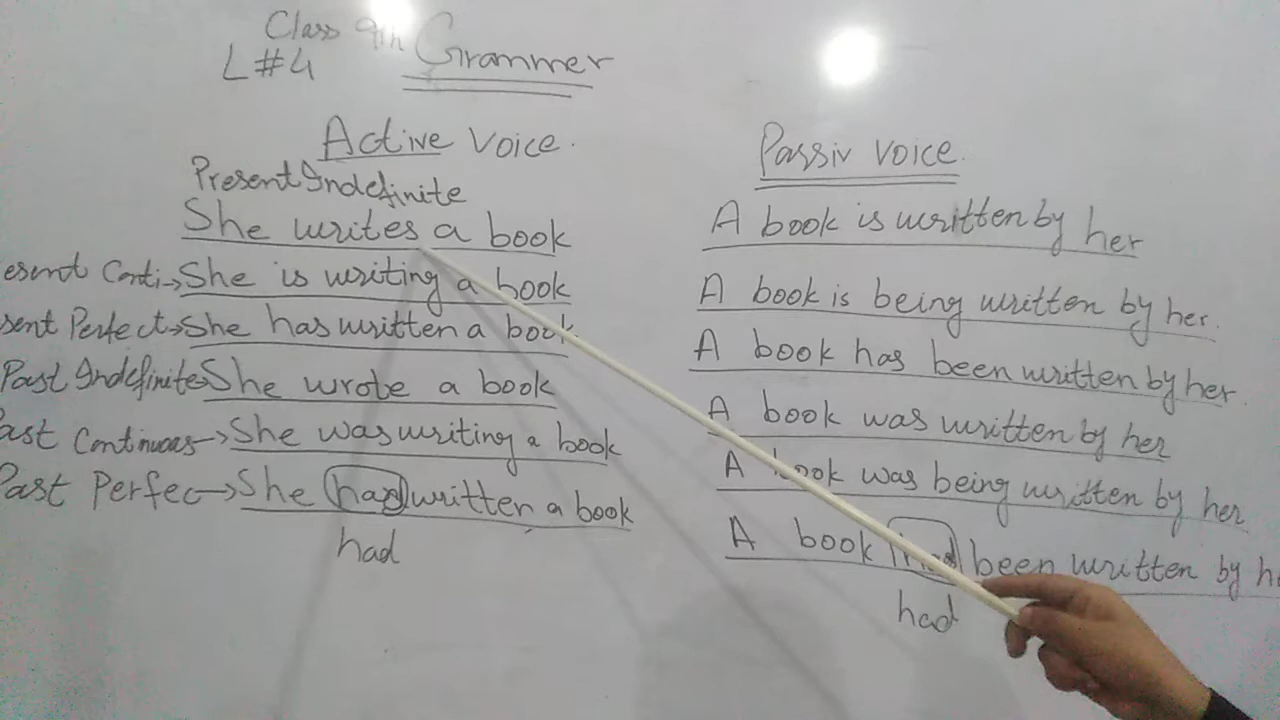 Class 9th Grammer
L #4
Active Voice.
Present Indefinite
She writes a book
esent Conti→She is writing a book
sent Perfect→She has written a book
Past Indefinite→She wrote a book
ast Continuas→She was writing a book
Past Perfec→She had written a book
had
Passiv voice.
A book is written by her
A book is being written by her.
A book has been written by her.
A book was written by her
A book was being written by her
A book had been written by he
had